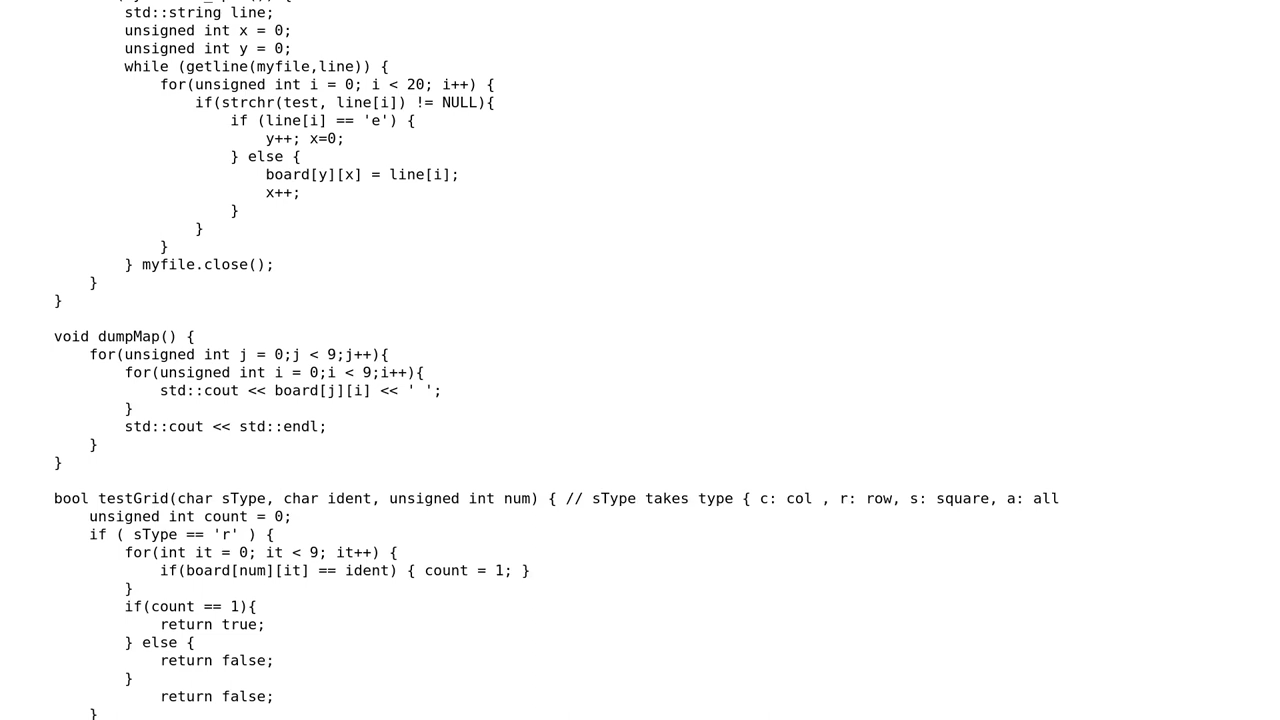 std::string line;
unsigned int x = 0;
unsigned int y = 0;
while (getline(myfile,line)) {
for(unsigned int i = 0; i < 20; i++) {
if(strchr(test, line[i]) != NULL){
if (line[i] == 'e') {
y++; x=0;
} else {
board[y][x] = line[i];
x++;
}
}
}
} myfile.close();
}
}
void dumpMap() {
for(unsigned int j = 0;j < 9;j++){
for(unsigned int i = 0;i < 9;i++){
std::cout << board[j][i] << ' ';
}
std::cout << std::endl;
}
}
bool testGrid(char sType, char ident, unsigned int num) { // sType takes type { c: col , r: row, s: square, a: all
unsigned int count = 0;
if ( sType == 'r' ) {
for(int it = 0; it < 9; it++) {
if(board[num][it] == ident) { count = 1; }
}
if(count == 1){
return true;
} else {
return false;
}
return false;
}